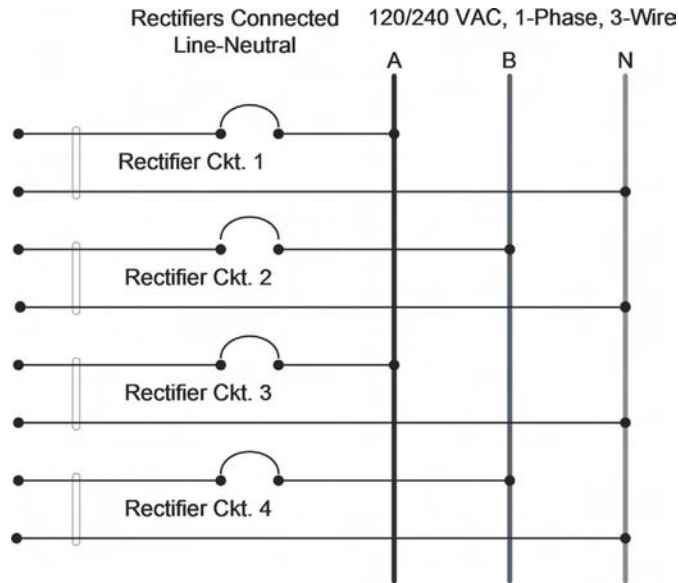 Rectifiers Connected
Line-Neutral
120/240 VAC, 1-Phase, 3-Wire
A B N
Rectifier Ckt. 1
Rectifier Ckt. 2
Rectifier Ckt. 3
Rectifier Ckt. 4